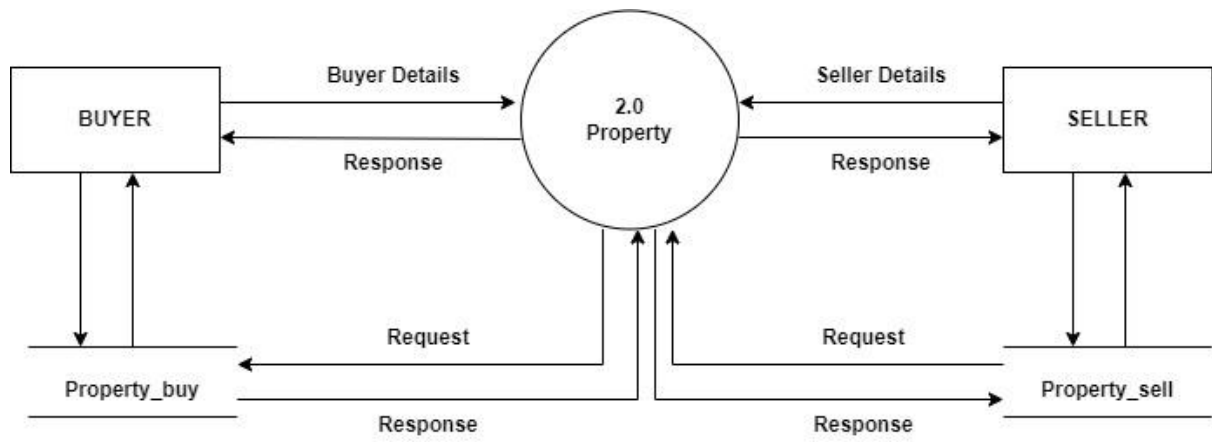 Buyer Details
Seller Details
BUYER
2.0
Property
SELLER
Response
Response
Request
Request
Property_buy
Property_sell
Response
Response